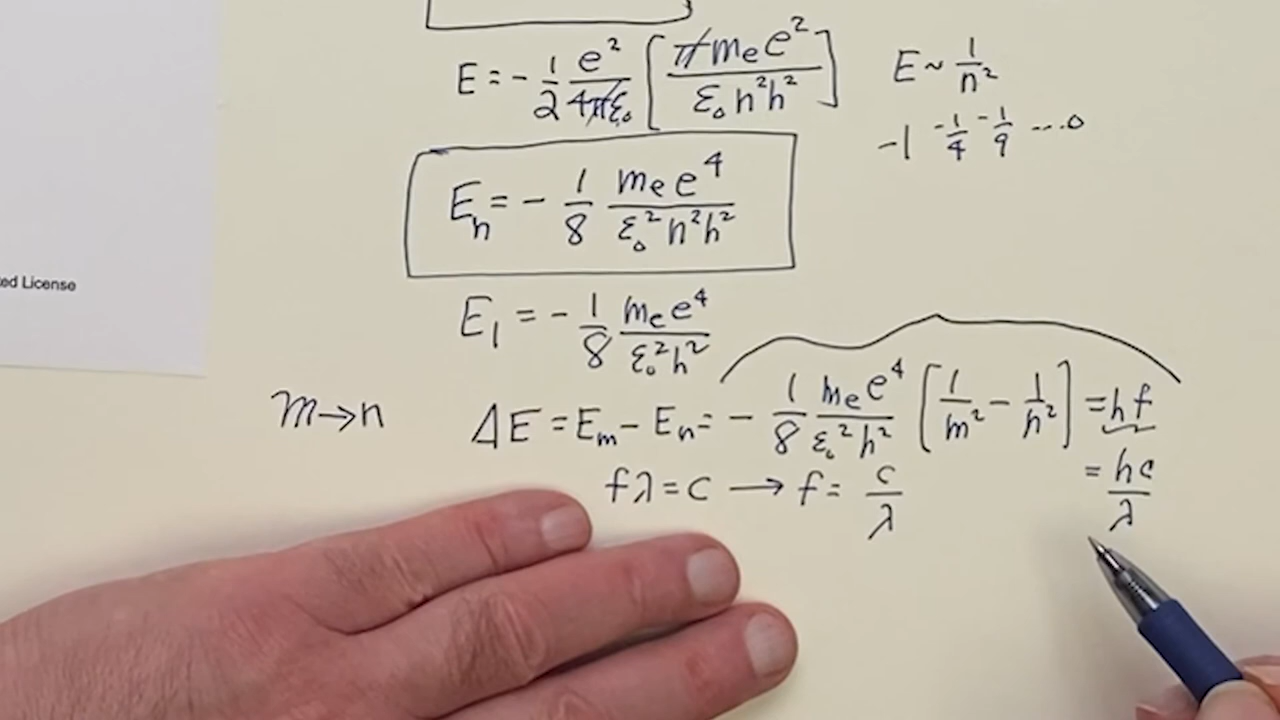 E = - 1/2 e²/4πε₀ [πmₑe²/ε₀n²h²]
E ~ 1/n²
-1 -1/4 -1/9 ...0
Eₙ = - 1/8 mₑe⁴/ε₀²n²h²
ed License
E₁ = - 1/8 mₑe⁴/ε₀²h²
m→n ΔE = Eₘ - Eₙ = - 1/8 mₑe⁴/ε₀²h² [1/m² - 1/n²] = hf
fλ = c → f = c/λ = hc/λ